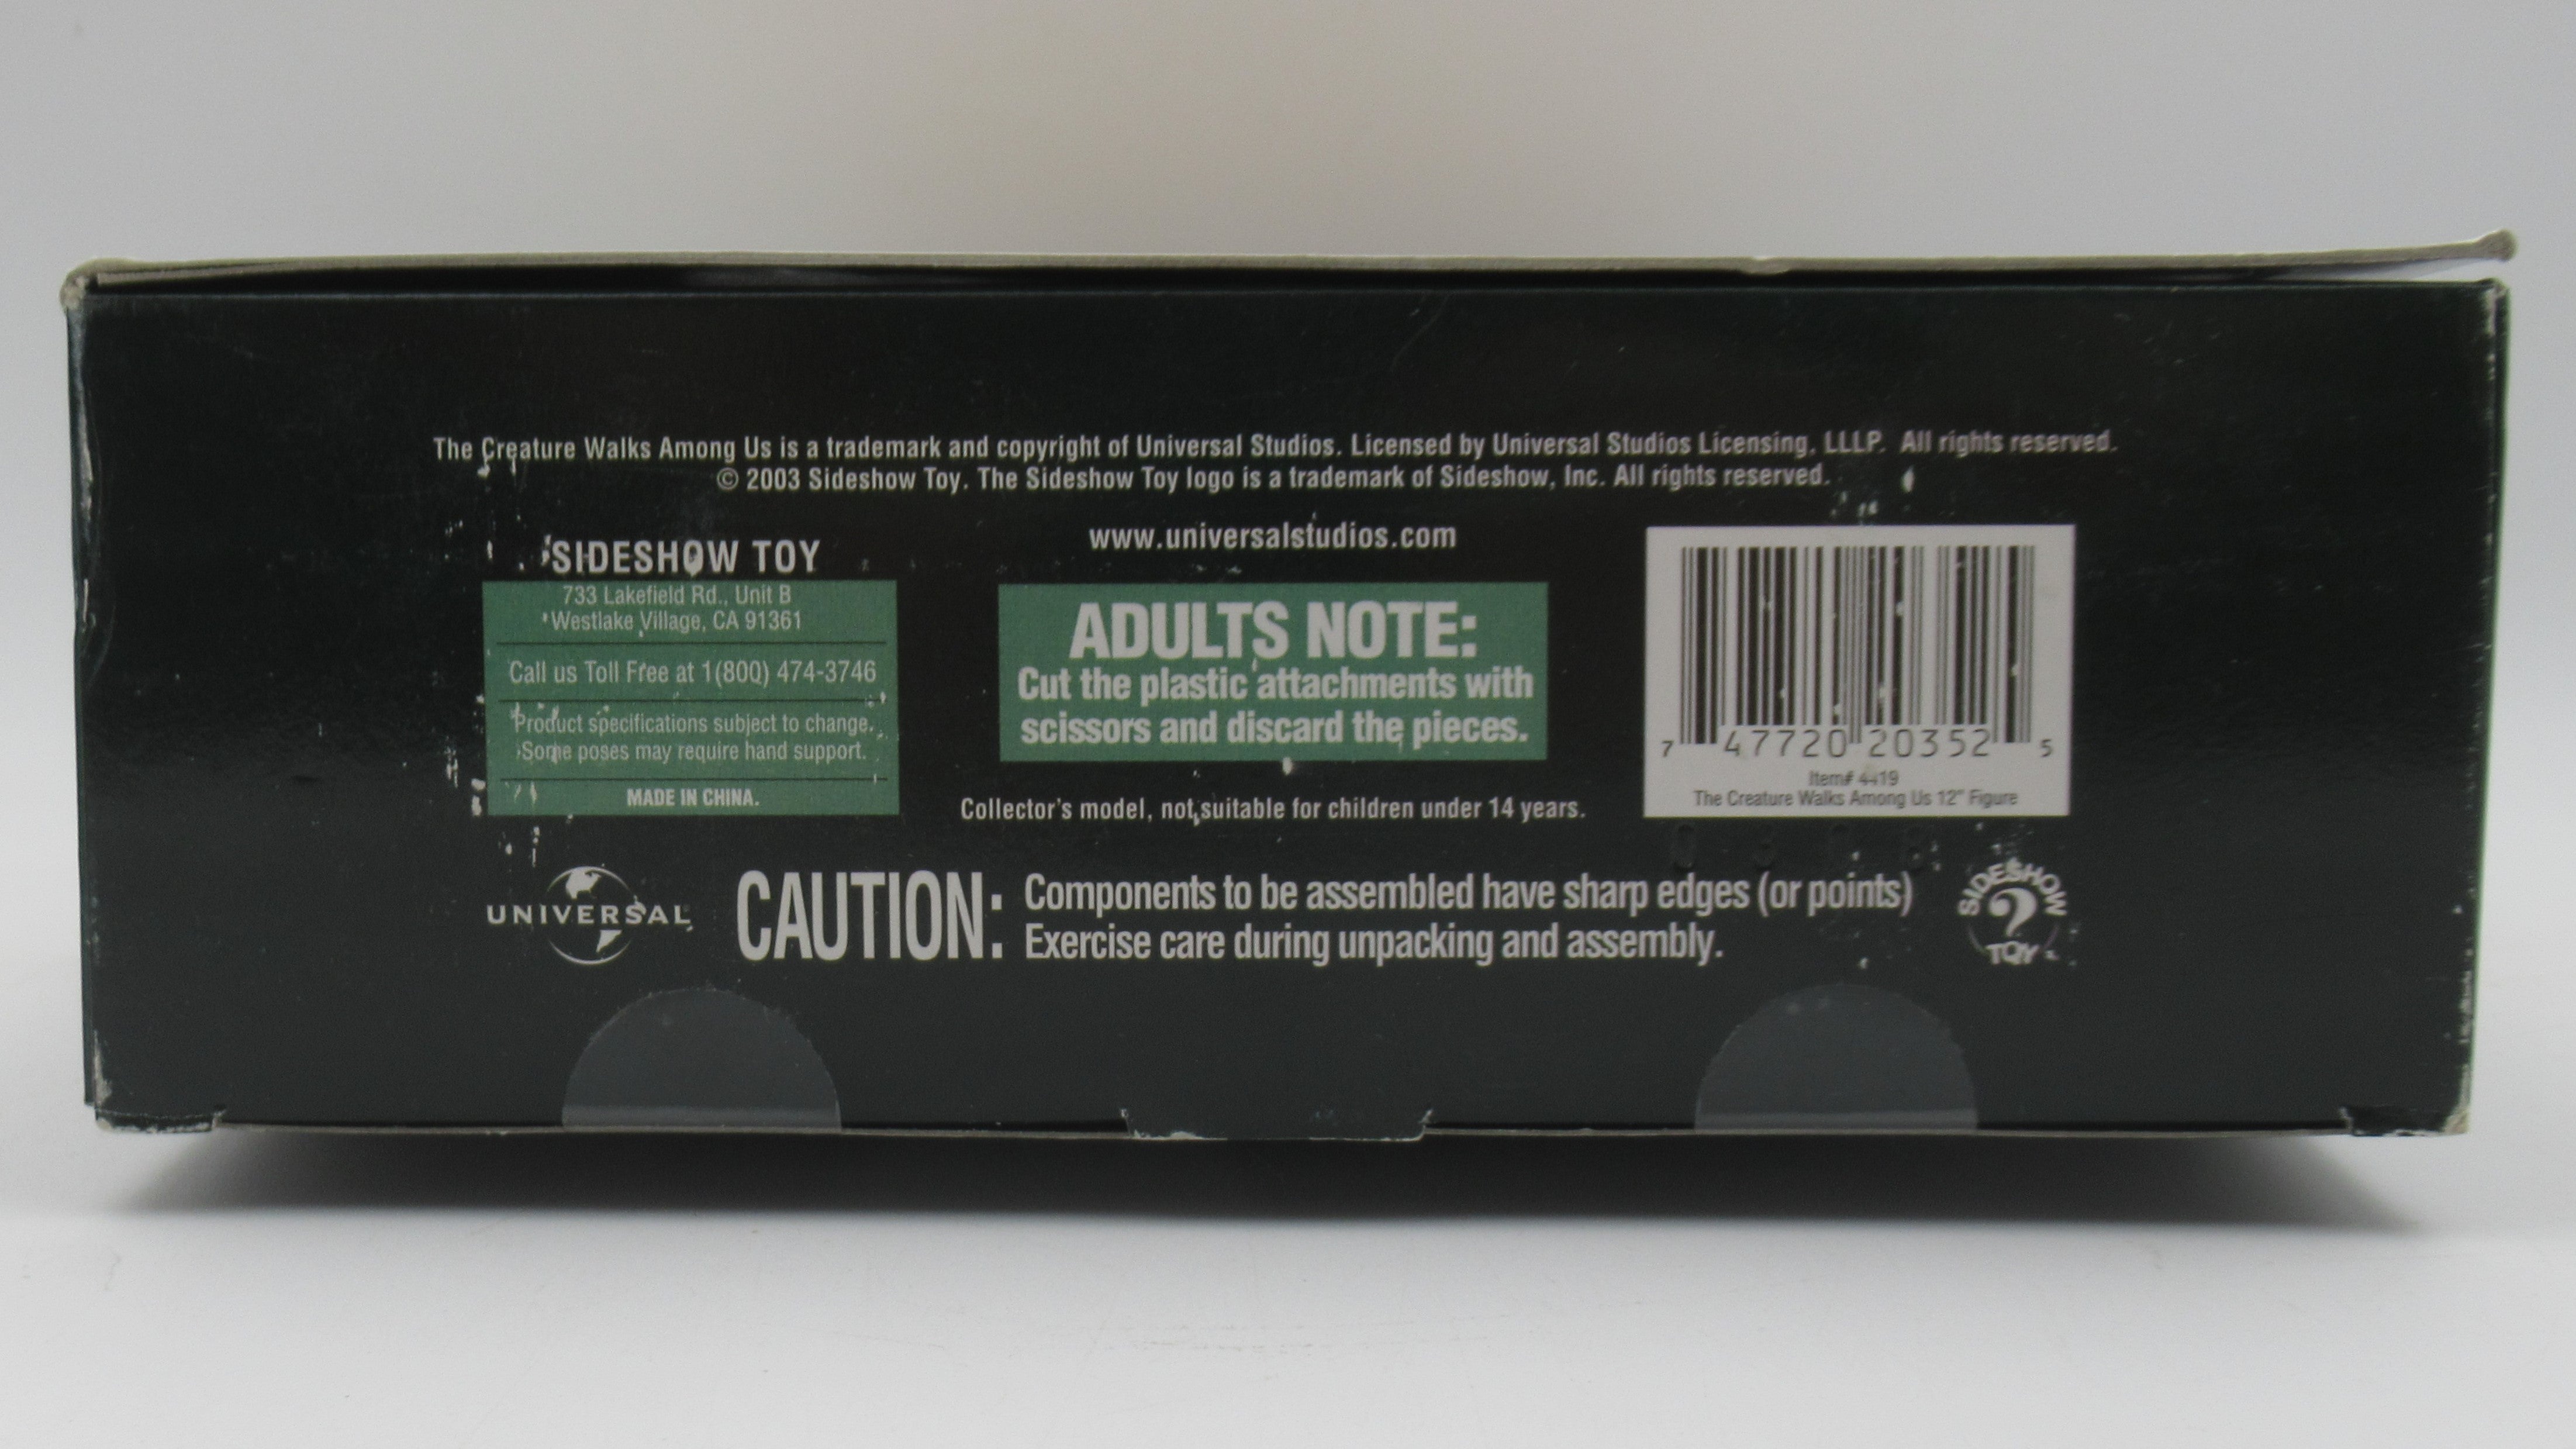 The Creature Walks Among Us is a trademark and copyright of Universal Studios. Licensed by Universal Studios Licensing, LLLP. All rights reserved.
© 2003 Sideshow Toy. The Sideshow Toy logo is a trademark of Sideshow, Inc. All rights reserved.
SIDESHOW TOY
733 Lakefield Rd., Unit B
Westlake Village, CA 91361
Call us Toll Free at 1(800) 474-3746
Product specifications subject to change.
Some poses may require hand support.
MADE IN CHINA.
www.universalstudios.com
ADULTS NOTE:
Cut the plastic attachments with
scissors and discard the pieces.
Collector's model, not suitable for children under 14 years.
7 47720 20352 5
Item# 4419
The Creature Walks Among Us 12" Figure
UNIVERSAL
CAUTION: Components to be assembled have sharp edges (or points)
Exercise care during unpacking and assembly.
SIDESHOW
?
TOY